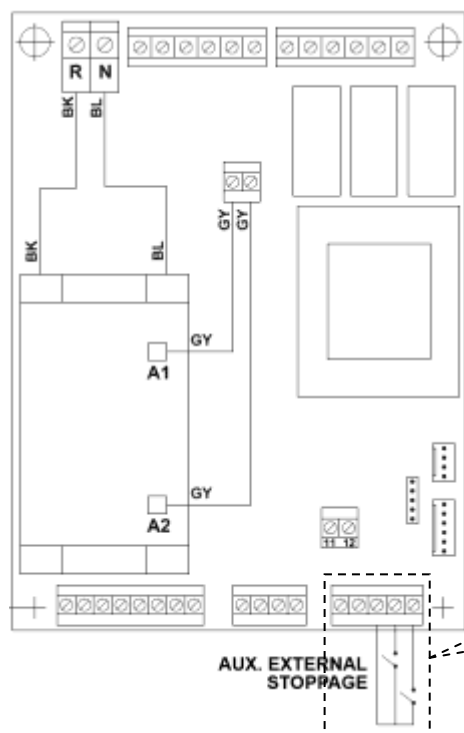 R N
BK
BL
BK
BL
GY
GY
GY
A1
GY
A2
11 12
AUX. EXTERNAL
STOPPAGE